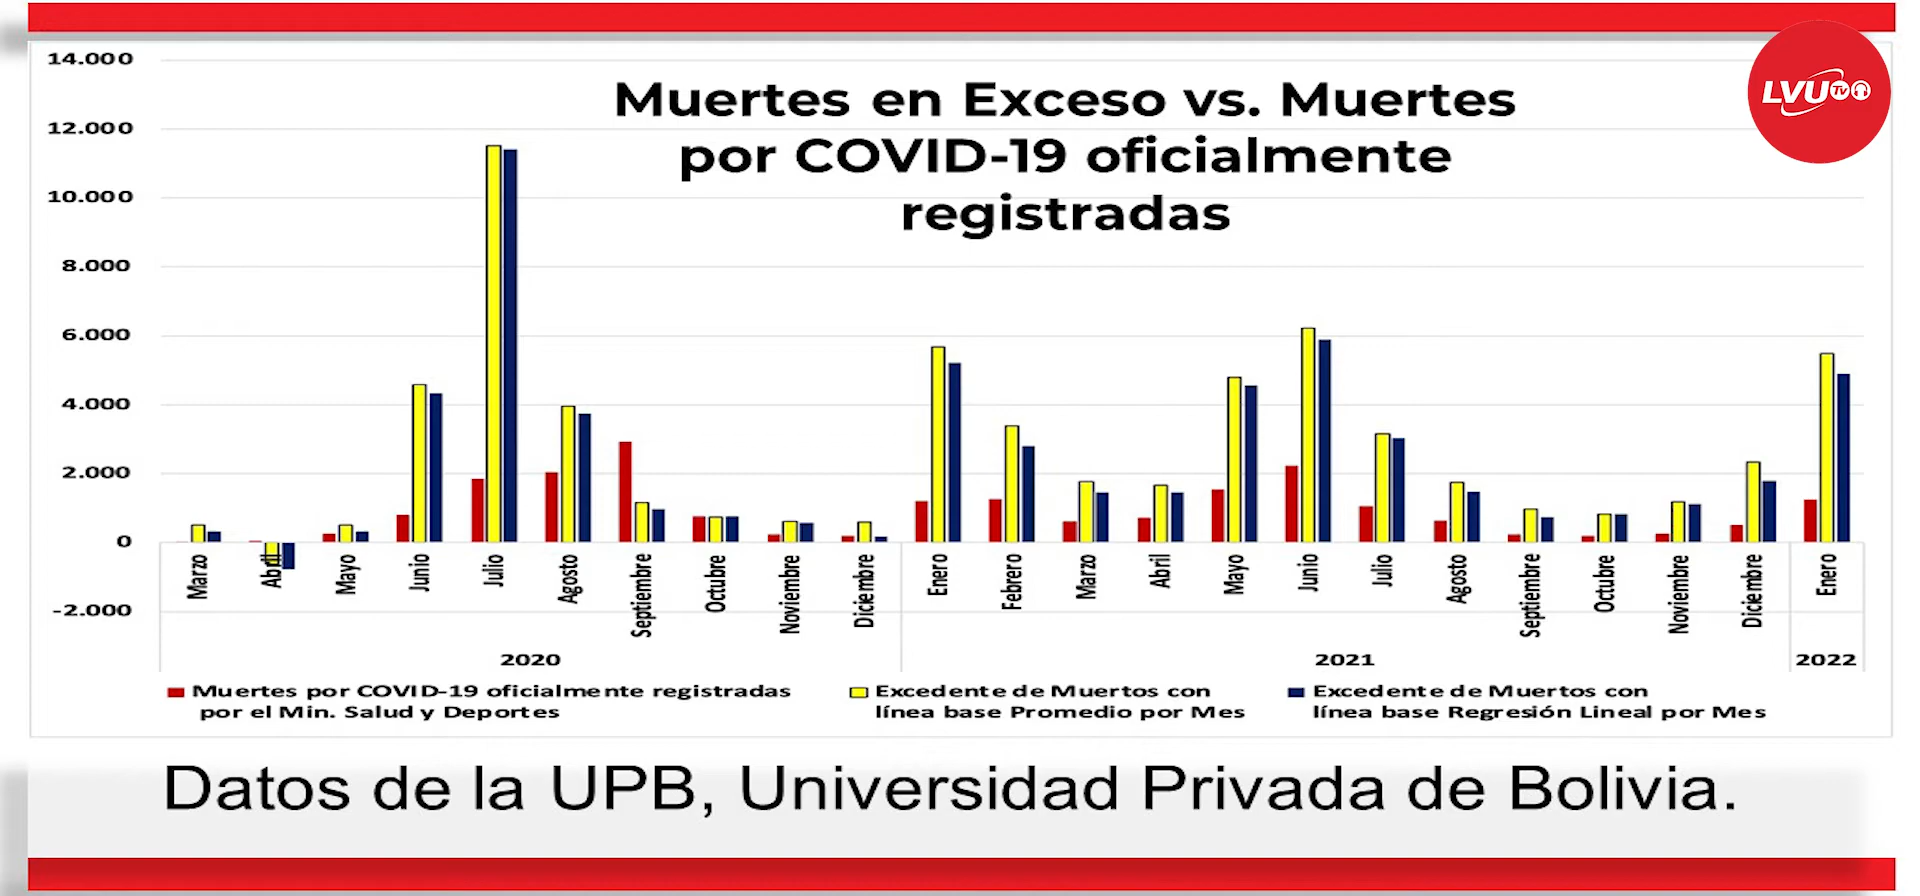 LVU TV
Muertes en Exceso vs. Muertes
por COVID-19 oficialmente
registradas
14.000
12.000
10.000
8.000
6.000
4.000
2.000
0
-2.000
Marzo
Abril
Mayo
Junio
Julio
Agosto
Septiembre
Octubre
Noviembre
Diciembre
Enero
Febrero
Marzo
Abril
Mayo
Junio
Julio
Agosto
Septiembre
Octubre
Noviembre
Diciembre
Enero
2020
2021
2022
Muertes por COVID-19 oficialmente registradas
por el Min. Salud y Deportes
Excedente de Muertos con
línea base Promedio por Mes
Excedente de Muertos con
línea base Regresión Lineal por Mes
Datos de la UPB, Universidad Privada de Bolivia.